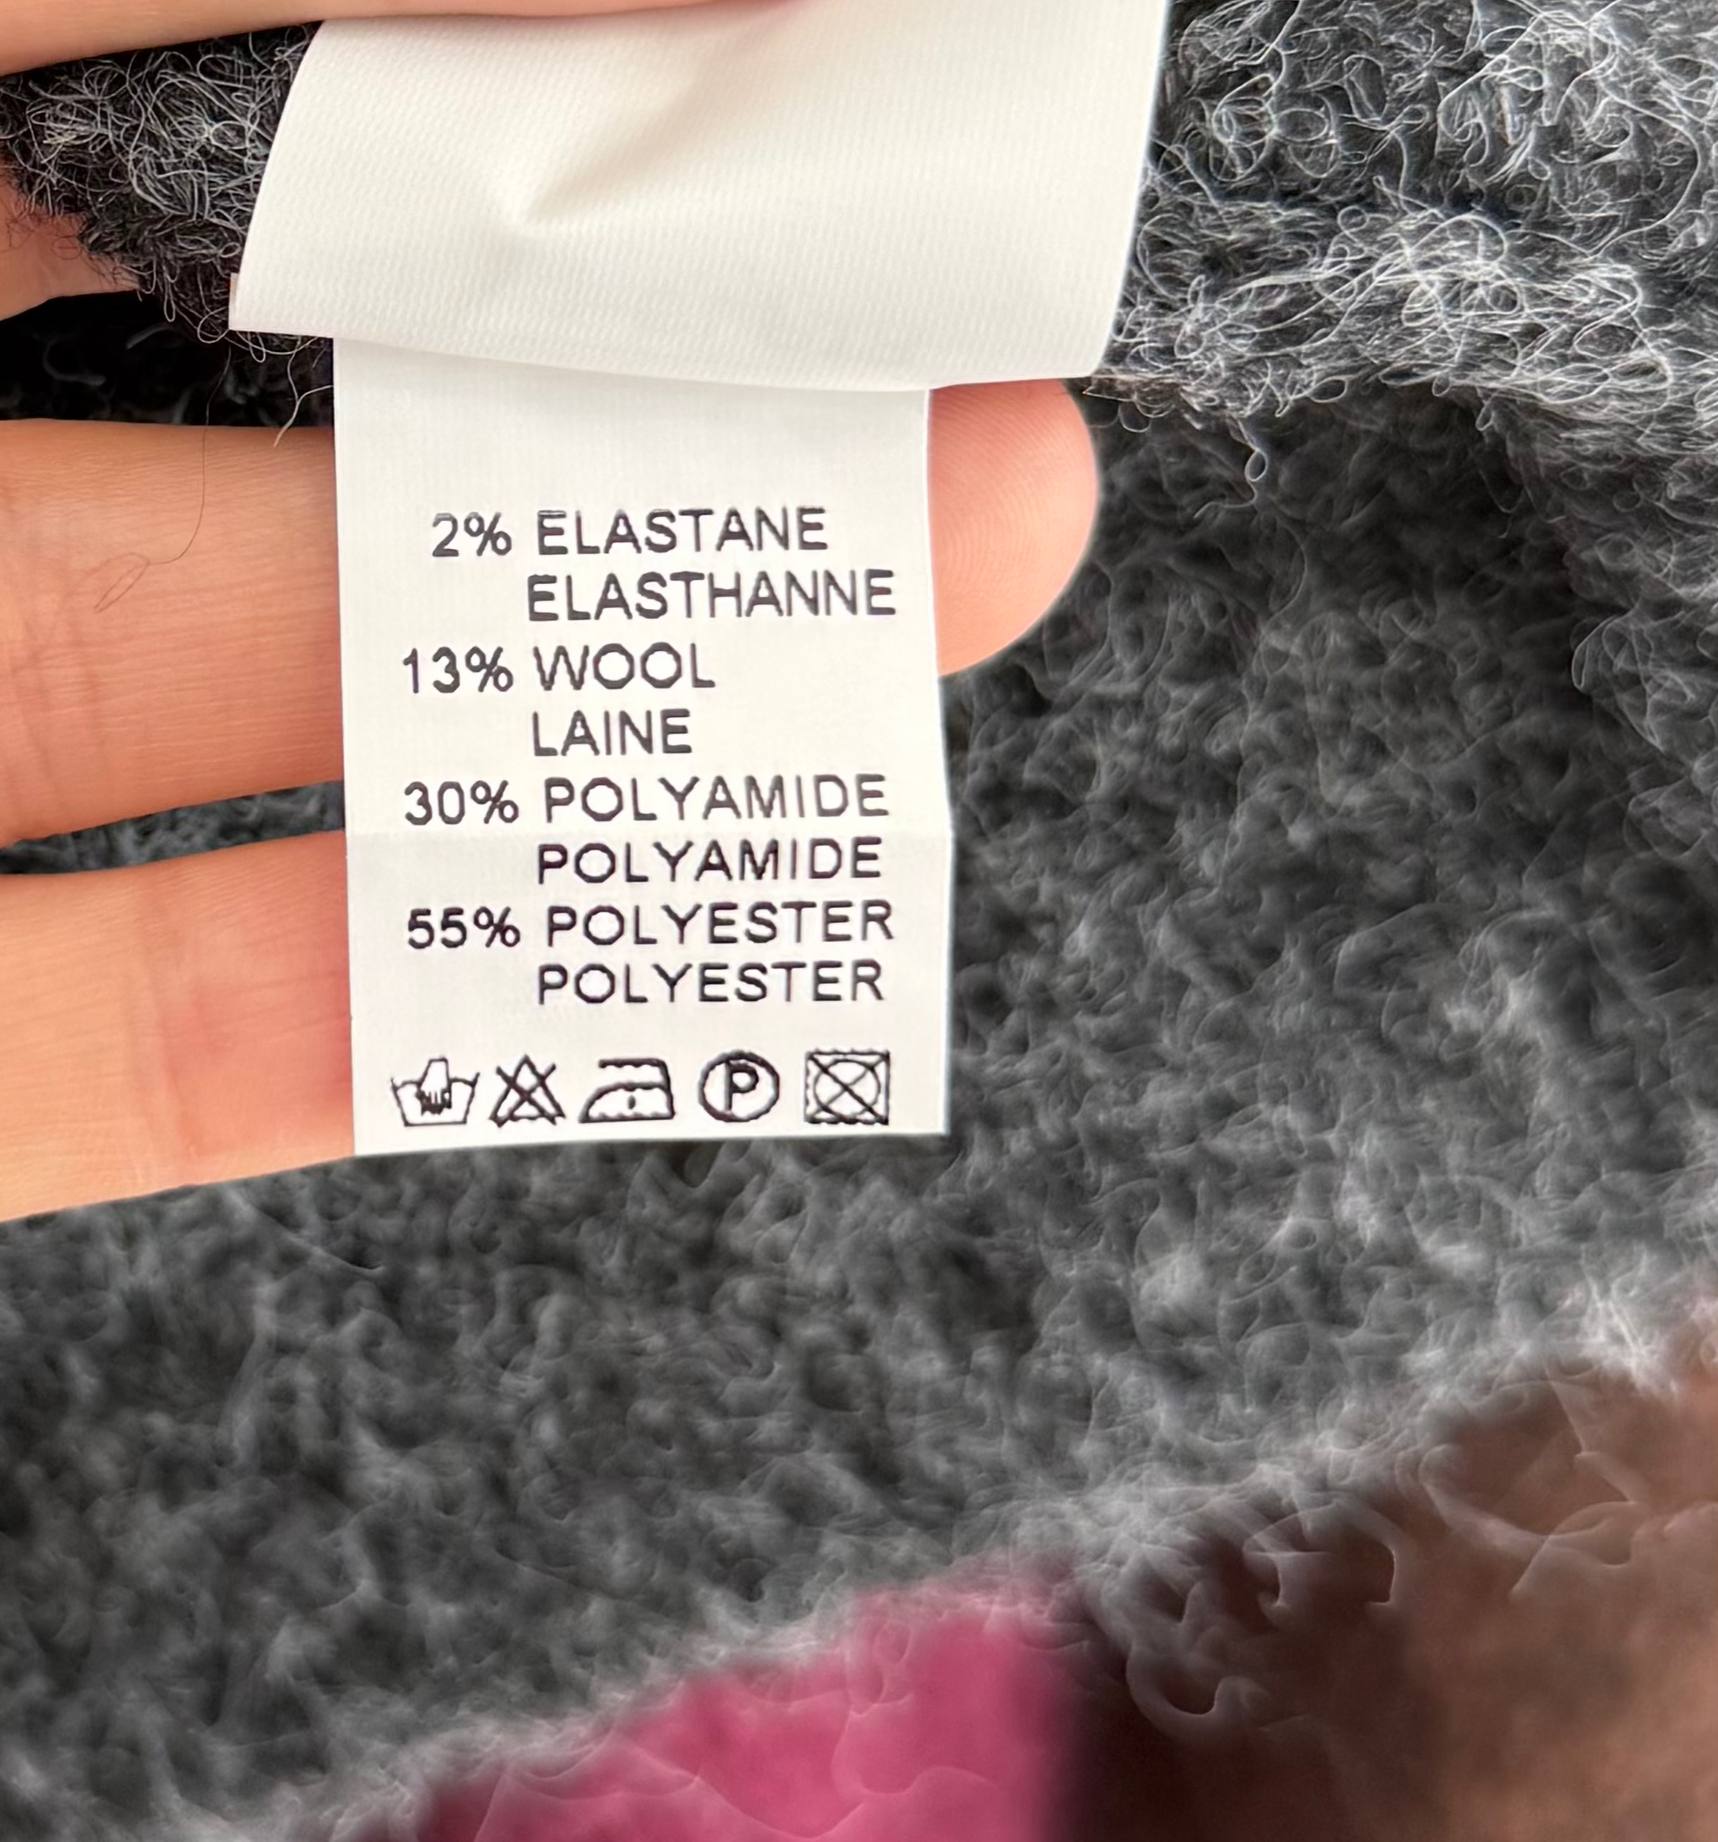 2% ELASTANE
ELASTHANNE
13% WOOL
LAINE
30% POLYAMIDE
POLYAMIDE
55% POLYESTER
POLYESTER
P